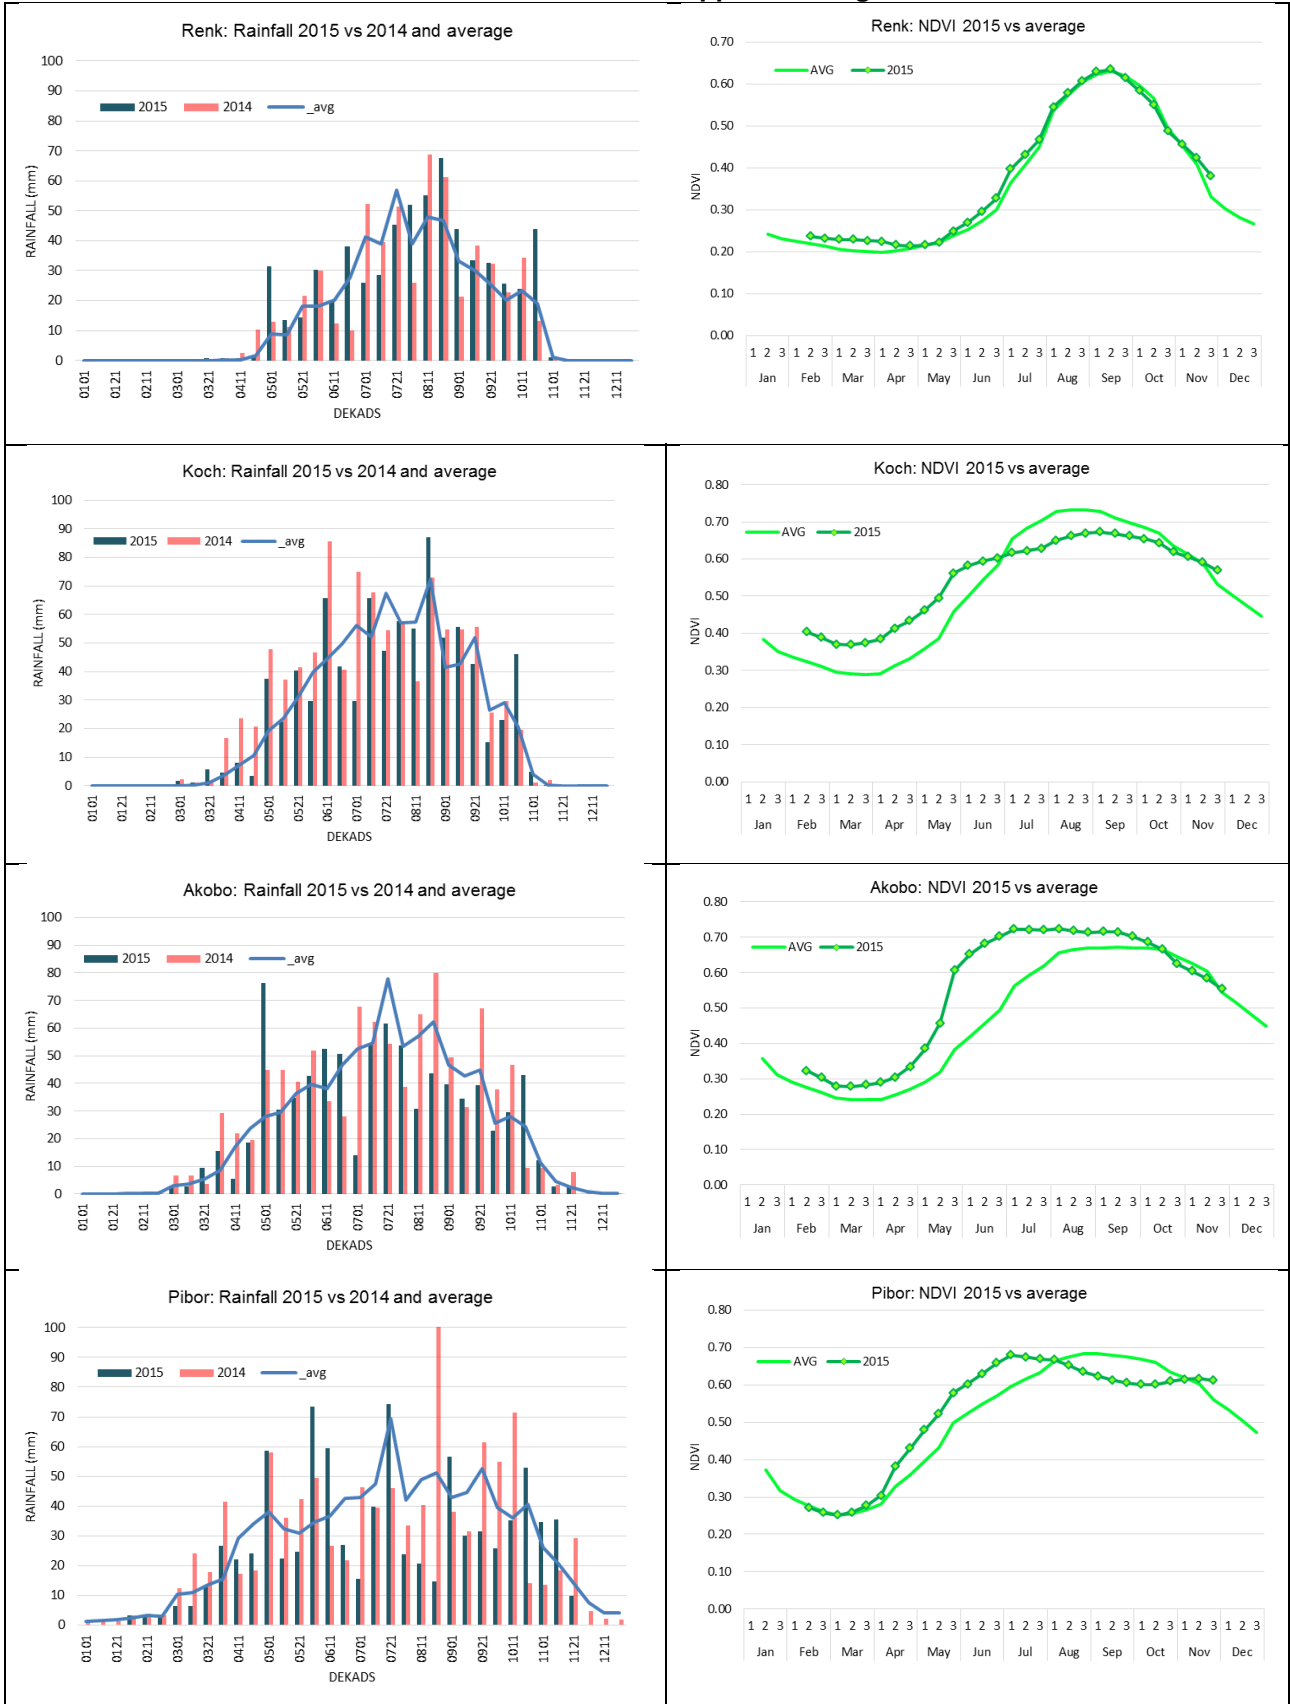 Renk: Rainfall 2015 vs 2014 and average
100
90
80
70
60
50
40
30
20
10
0
RAINFALL (mm)
2015 2014 _avg
0101 0121 0211 0301 0321 0411 0501 0521 0611 0701 0721 0811 0901 0921 1011 1101 1121 1211
DEKADS
Renk: NDVI 2015 vs average
0.70
0.60
0.50
0.40
0.30
0.20
0.10
0.00
NDVI
AVG 2015
1 2 3 1 2 3 1 2 3 1 2 3 1 2 3 1 2 3 1 2 3 1 2 3 1 2 3 1 2 3 1 2 3 1 2 3
Jan Feb Mar Apr May Jun Jul Aug Sep Oct Nov Dec
Koch: Rainfall 2015 vs 2014 and average
100
90
80
70
60
50
40
30
20
10
0
RAINFALL (mm)
2015 2014 _avg
0101 0121 0211 0301 0321 0411 0501 0521 0611 0701 0721 0811 0901 0921 1011 1101 1121 1211
DEKADS
Koch: NDVI 2015 vs average
0.80
0.70
0.60
0.50
0.40
0.30
0.20
0.10
0.00
NDVI
AVG 2015
1 2 3 1 2 3 1 2 3 1 2 3 1 2 3 1 2 3 1 2 3 1 2 3 1 2 3 1 2 3 1 2 3 1 2 3
Jan Feb Mar Apr May Jun Jul Aug Sep Oct Nov Dec
Akobo: Rainfall 2015 vs 2014 and average
100
90
80
70
60
50
40
30
20
10
0
RAINFALL (mm)
2015 2014 _avg
0101 0121 0211 0301 0321 0411 0501 0521 0611 0701 0721 0811 0901 0921 1011 1101 1121 1211
DEKADS
Akobo: NDVI 2015 vs average
0.80
0.70
0.60
0.50
0.40
0.30
0.20
0.10
0.00
NDVI
AVG 2015
1 2 3 1 2 3 1 2 3 1 2 3 1 2 3 1 2 3 1 2 3 1 2 3 1 2 3 1 2 3 1 2 3 1 2 3
Jan Feb Mar Apr May Jun Jul Aug Sep Oct Nov Dec
Pibor: Rainfall 2015 vs 2014 and average
100
90
80
70
60
50
40
30
20
10
0
RAINFALL (mm)
2015 2014 _avg
0101 0121 0211 0301 0321 0411 0501 0521 0611 0701 0721 0811 0901 0921 1011 1101 1121 1211
DEKADS
Pibor: NDVI 2015 vs average
0.80
0.70
0.60
0.50
0.40
0.30
0.20
0.10
0.00
NDVI
AVG 2015
1 2 3 1 2 3 1 2 3 1 2 3 1 2 3 1 2 3 1 2 3 1 2 3 1 2 3 1 2 3 1 2 3 1 2 3
Jan Feb Mar Apr May Jun Jul Aug Sep Oct Nov Dec